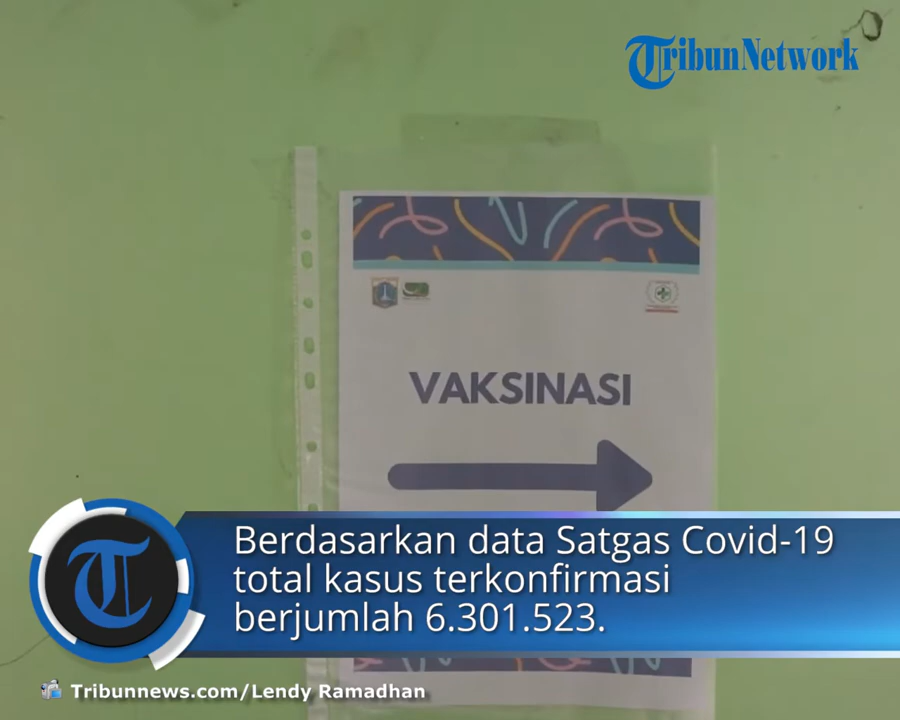 TribunNetwork
VAKSINASI
Berdasarkan data Satgas Covid-19
total kasus terkonfirmasi
berjumlah 6.301.523.
Tribunnews.com/Lendy Ramadhan